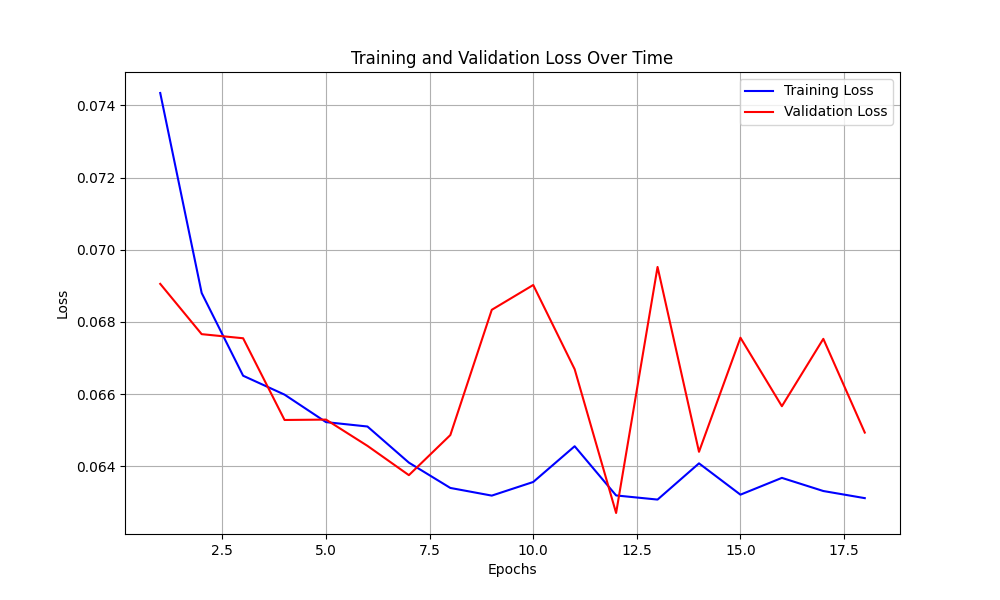 Training and Validation Loss Over Time
Training Loss
Validation Loss
0.074
0.072
0.070
0.068
0.066
0.064
Loss
2.5 5.0 7.5 10.0 12.5 15.0 17.5
Epochs